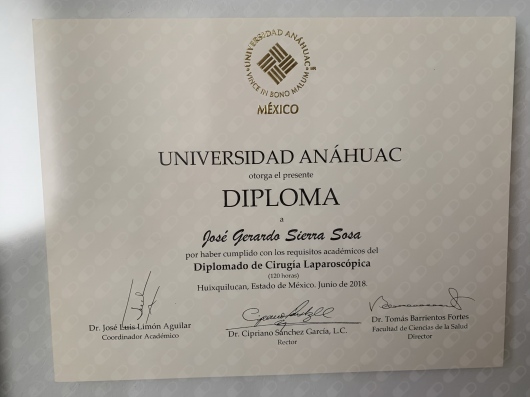 UNIVERSIDAD ANÁHUAC
VINCE IN BONO MALUM
MÉXICO
UNIVERSIDAD ANÁHUAC
otorga el presente
DIPLOMA
a
José Gerardo Sierra Sosa
por haber cumplido con los requisitos académicos del
Diplomado de Cirugía Laparoscópica
(120 horas)
Huixquilucan, Estado de México. Junio de 2018.
Dr. José Luis Limón Aguilar
Coordinador Académico
Dr. Cipriano Sánchez García, L.C.
Rector
Dr. Tomás Barrientos Fortes
Facultad de Ciencias de la Salud
Director